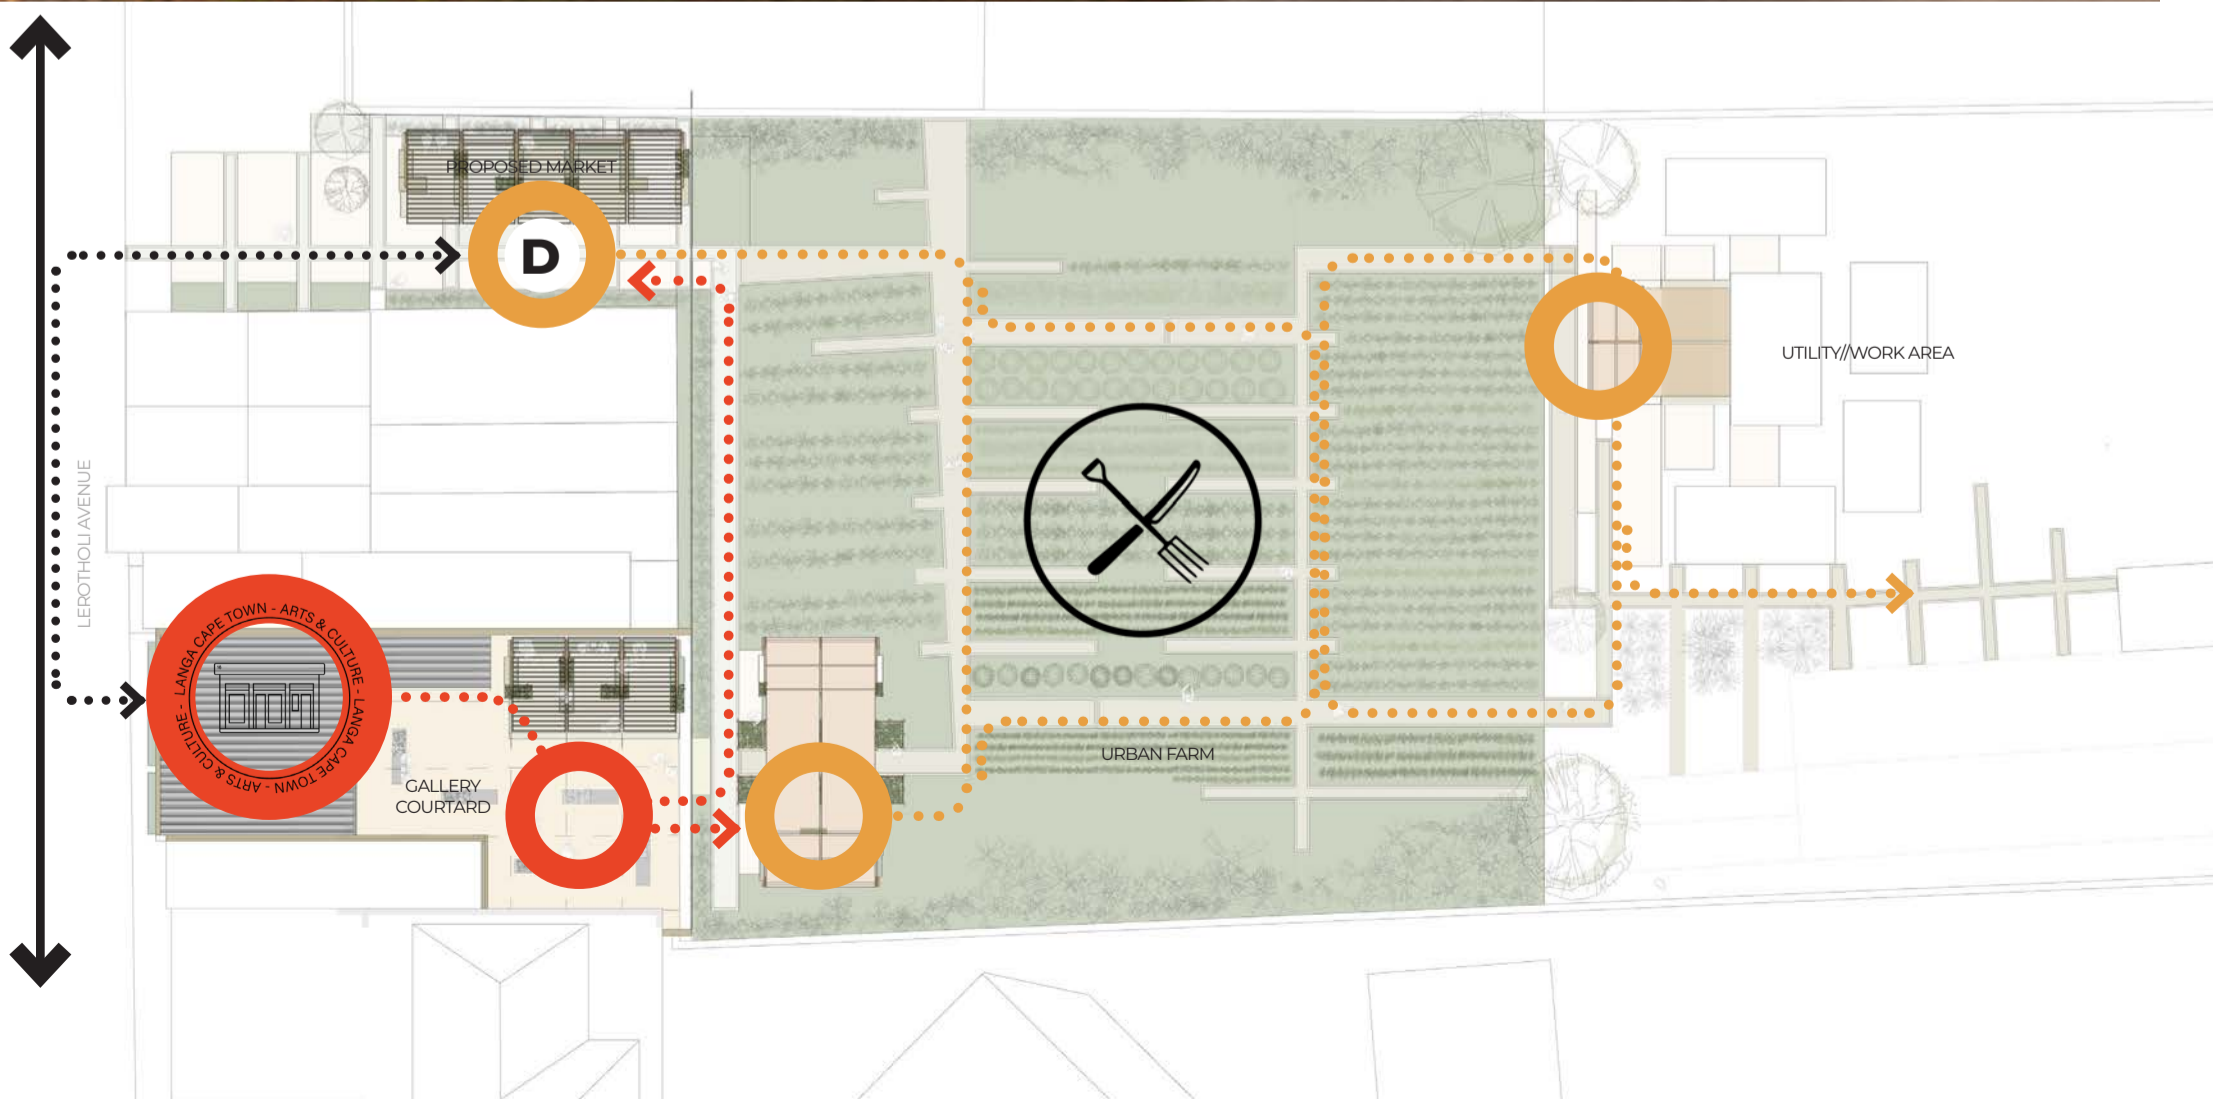 PROPOSED MARKET
D
UTILITY//WORK AREA
LEROTHOLI AVENUE
LANGA CAPE TOWN - ARTS & CULTURE - LANGA CAPE TOWN - ARTS & CULTURE -
GALLERY
COURTARD
URBAN FARM